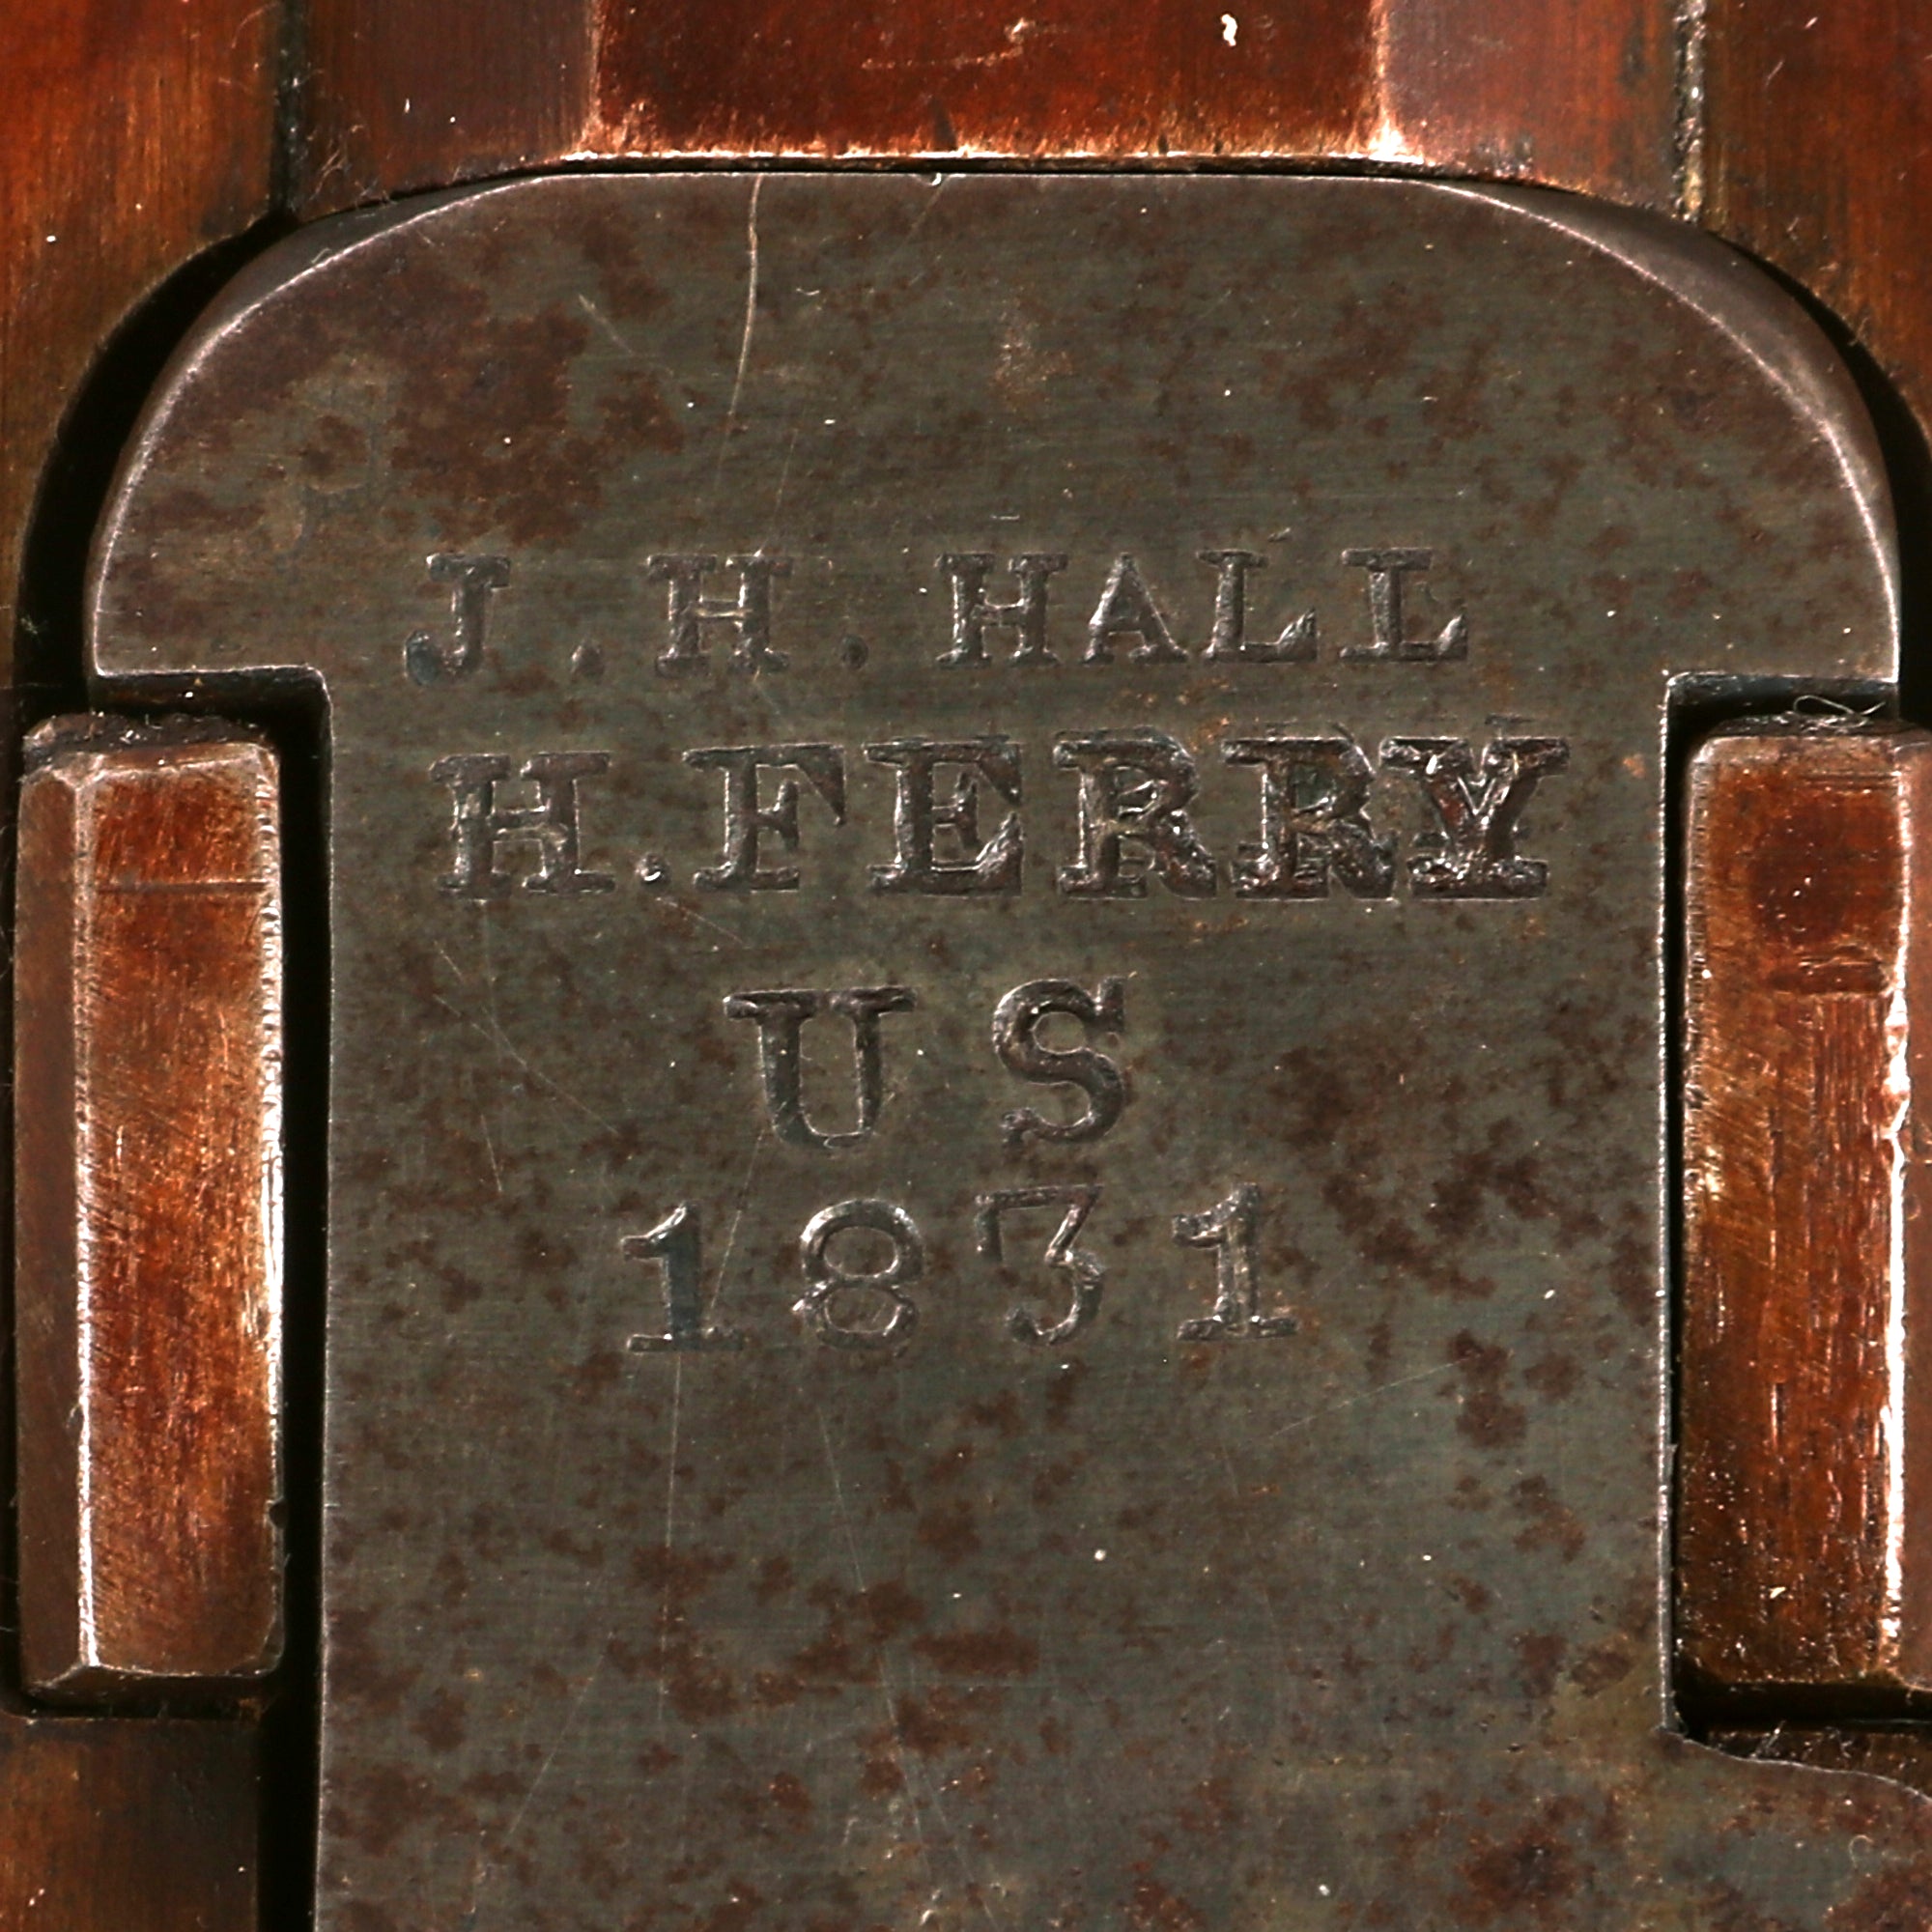 J. H. HALL
H. FERRY
US
1831